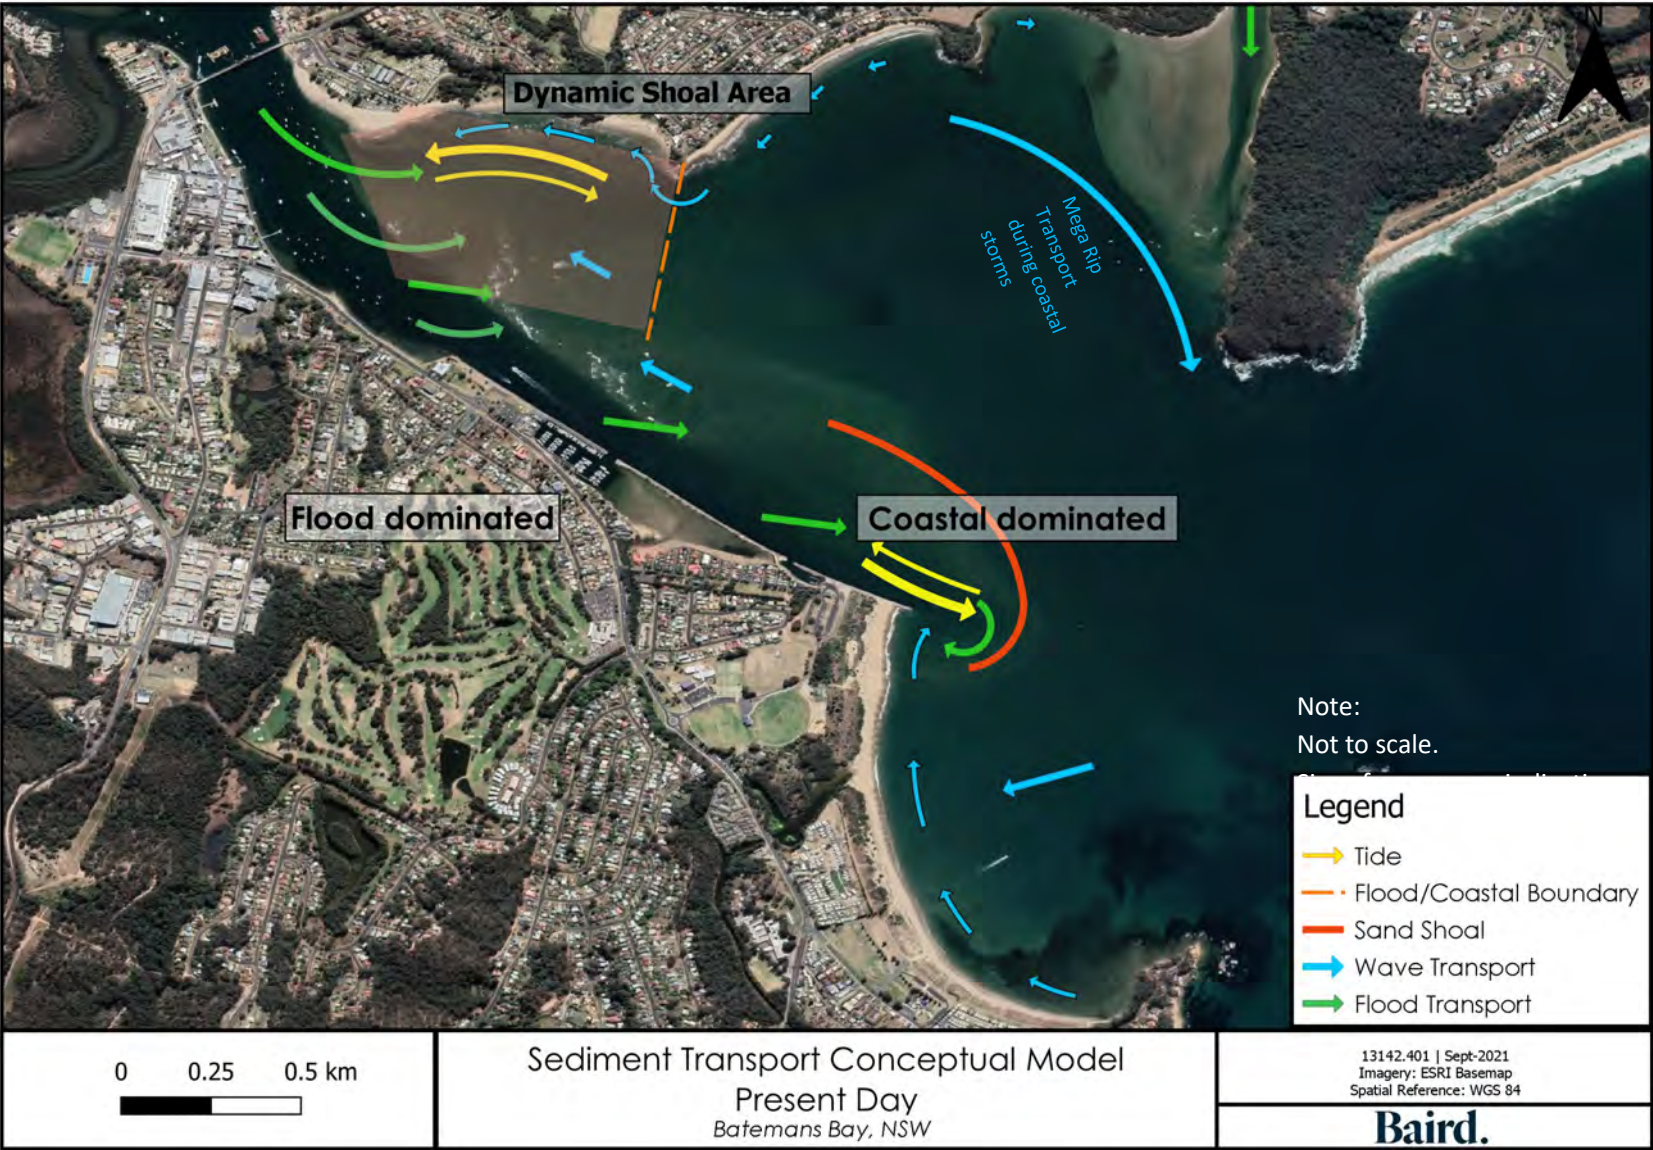 N
Dynamic Shoal Area
Mega Rip
Transport
during coastal
storms
Flood dominated
Coastal dominated
Note:
Not to scale.
Legend
Tide
Flood/Coastal Boundary
Sand Shoal
Wave Transport
Flood Transport
0 0.25 0.5 km
Sediment Transport Conceptual Model
Present Day
Batemans Bay, NSW
13142.401 | Sept-2021
Imagery: ESRI Basemap
Spatial Reference: WGS 84
Baird.